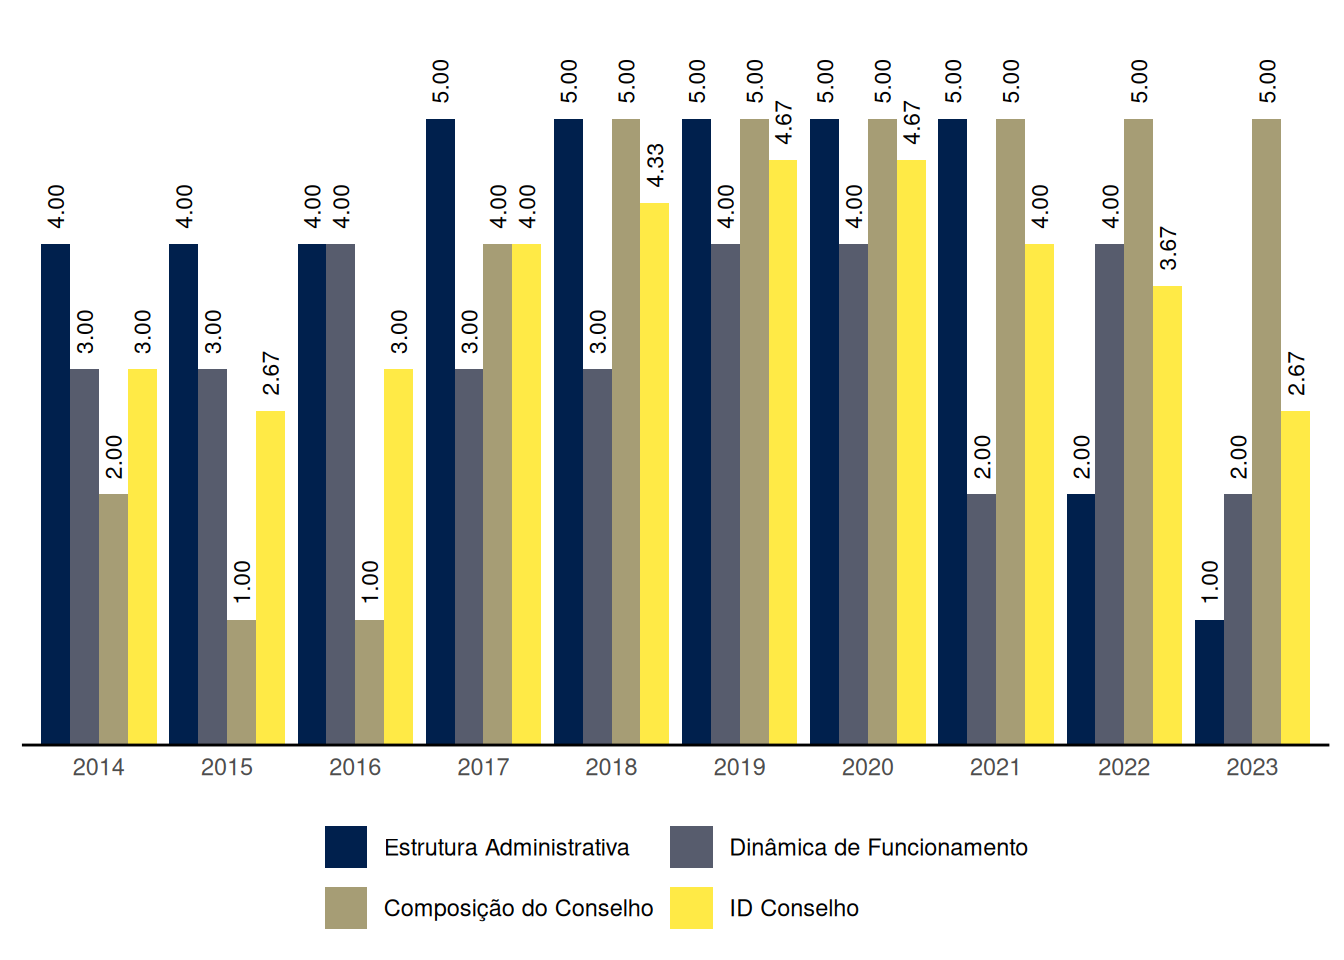 4.00 3.00 2.00 3.00
4.00 3.00 1.00 2.67
4.00 4.00 1.00 3.00
5.00 3.00 4.00 4.00
5.00 3.00 5.00 4.33
5.00 4.00 5.00 4.67
5.00 4.00 5.00 4.67
5.00 2.00 5.00 4.00
2.00 4.00 5.00 3.67
1.00 2.00 5.00 2.67
2014 2015 2016 2017 2018 2019 2020 2021 2022 2023
Estrutura Administrativa Dinâmica de Funcionamento
Composição do Conselho ID Conselho